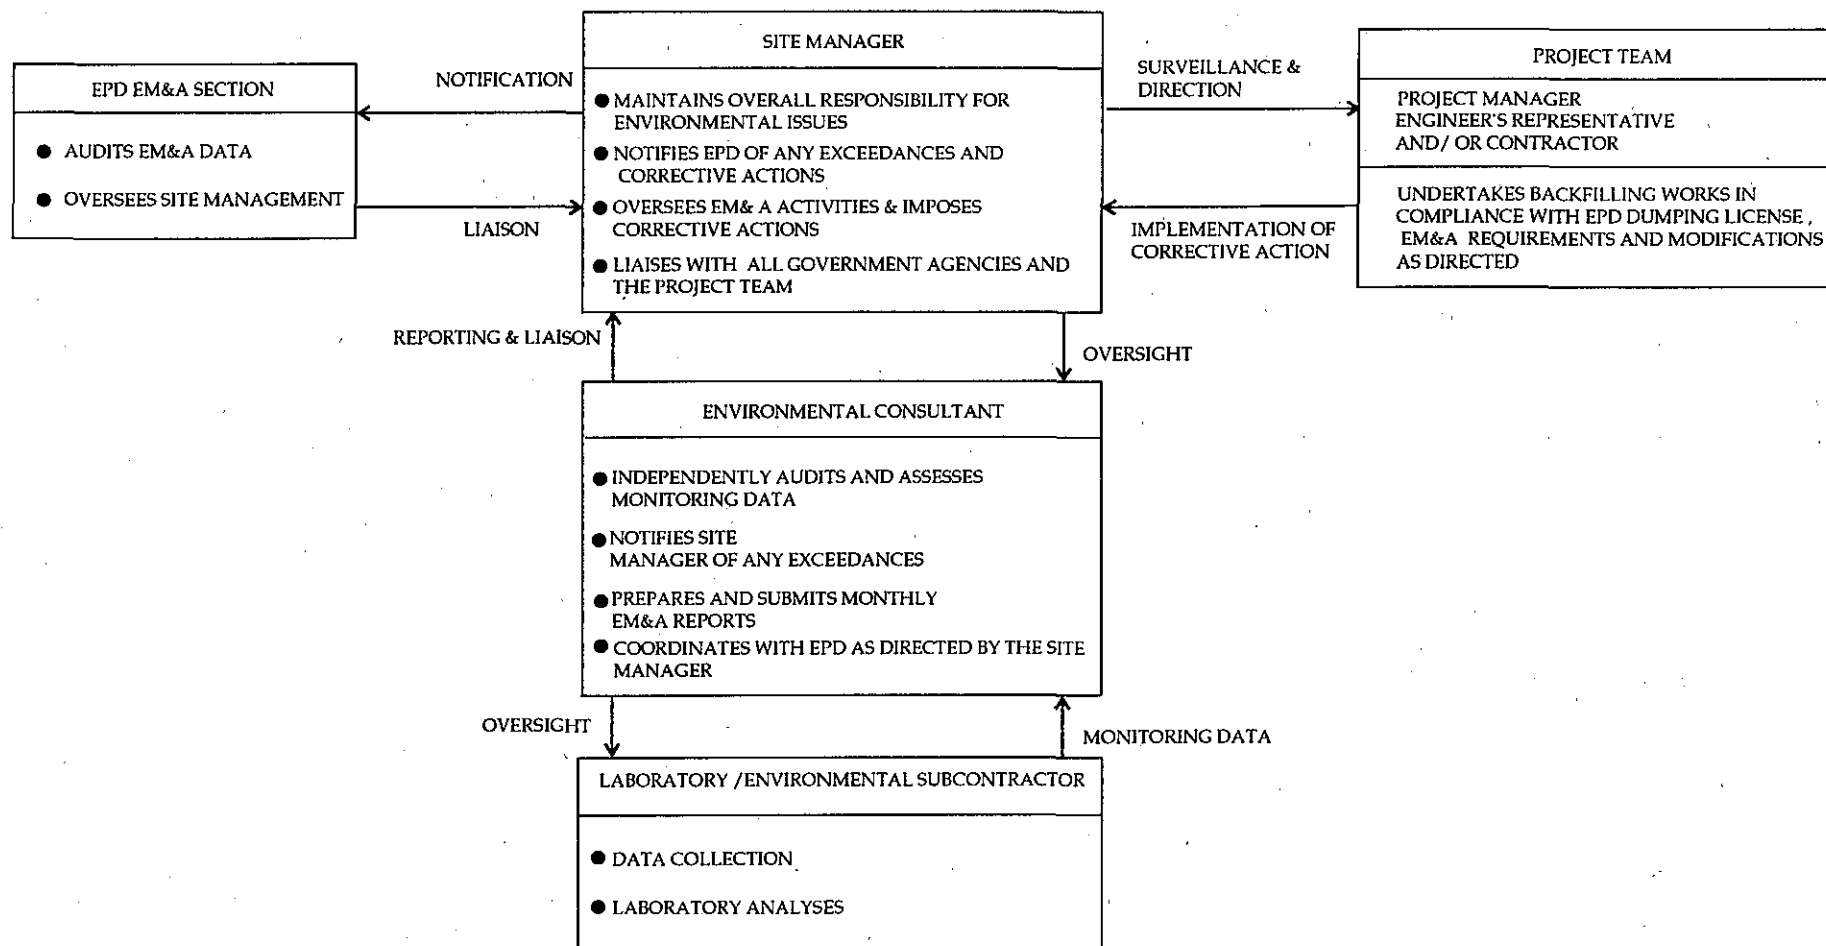 EPD EM&A SECTION
● AUDITS EM&A DATA
● OVERSEES SITE MANAGEMENT
NOTIFICATION
LIAISON
SITE MANAGER
● MAINTAINS OVERALL RESPONSIBILITY FOR
ENVIRONMENTAL ISSUES
● NOTIFIES EPD OF ANY EXCEEDANCES AND
CORRECTIVE ACTIONS
● OVERSEES EM& A ACTIVITIES & IMPOSES
CORRECTIVE ACTIONS
● LIAISES WITH ALL GOVERNMENT AGENCIES AND
THE PROJECT TEAM
SURVEILLANCE &
DIRECTION
IMPLEMENTATION OF
CORRECTIVE ACTION
PROJECT TEAM
PROJECT MANAGER
ENGINEER'S REPRESENTATIVE
AND/ OR CONTRACTOR
UNDERTAKES BACKFILLING WORKS IN
COMPLIANCE WITH EPD DUMPING LICENSE ,
EM&A REQUIREMENTS AND MODIFICATIONS
AS DIRECTED
REPORTING & LIAISON
OVERSIGHT
ENVIRONMENTAL CONSULTANT
● INDEPENDENTLY AUDITS AND ASSESSES
MONITORING DATA
● NOTIFIES SITE
MANAGER OF ANY EXCEEDANCES
● PREPARES AND SUBMITS MONTHLY
EM&A REPORTS
● COORDINATES WITH EPD AS DIRECTED BY THE SITE
MANAGER
OVERSIGHT
MONITORING DATA
LABORATORY /ENVIRONMENTAL SUBCONTRACTOR
● DATA COLLECTION
● LABORATORY ANALYSES